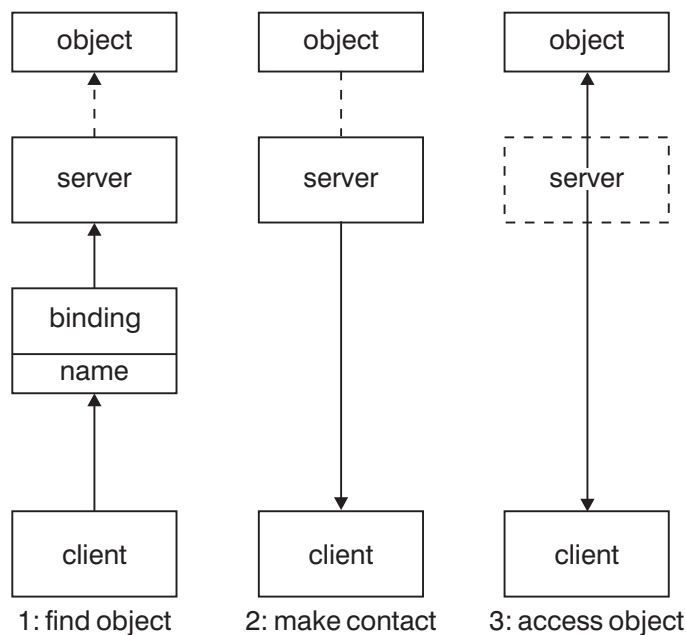 object
server
binding
name
client
1: find object
object
server
client
2: make contact
object
server
client
3: access object